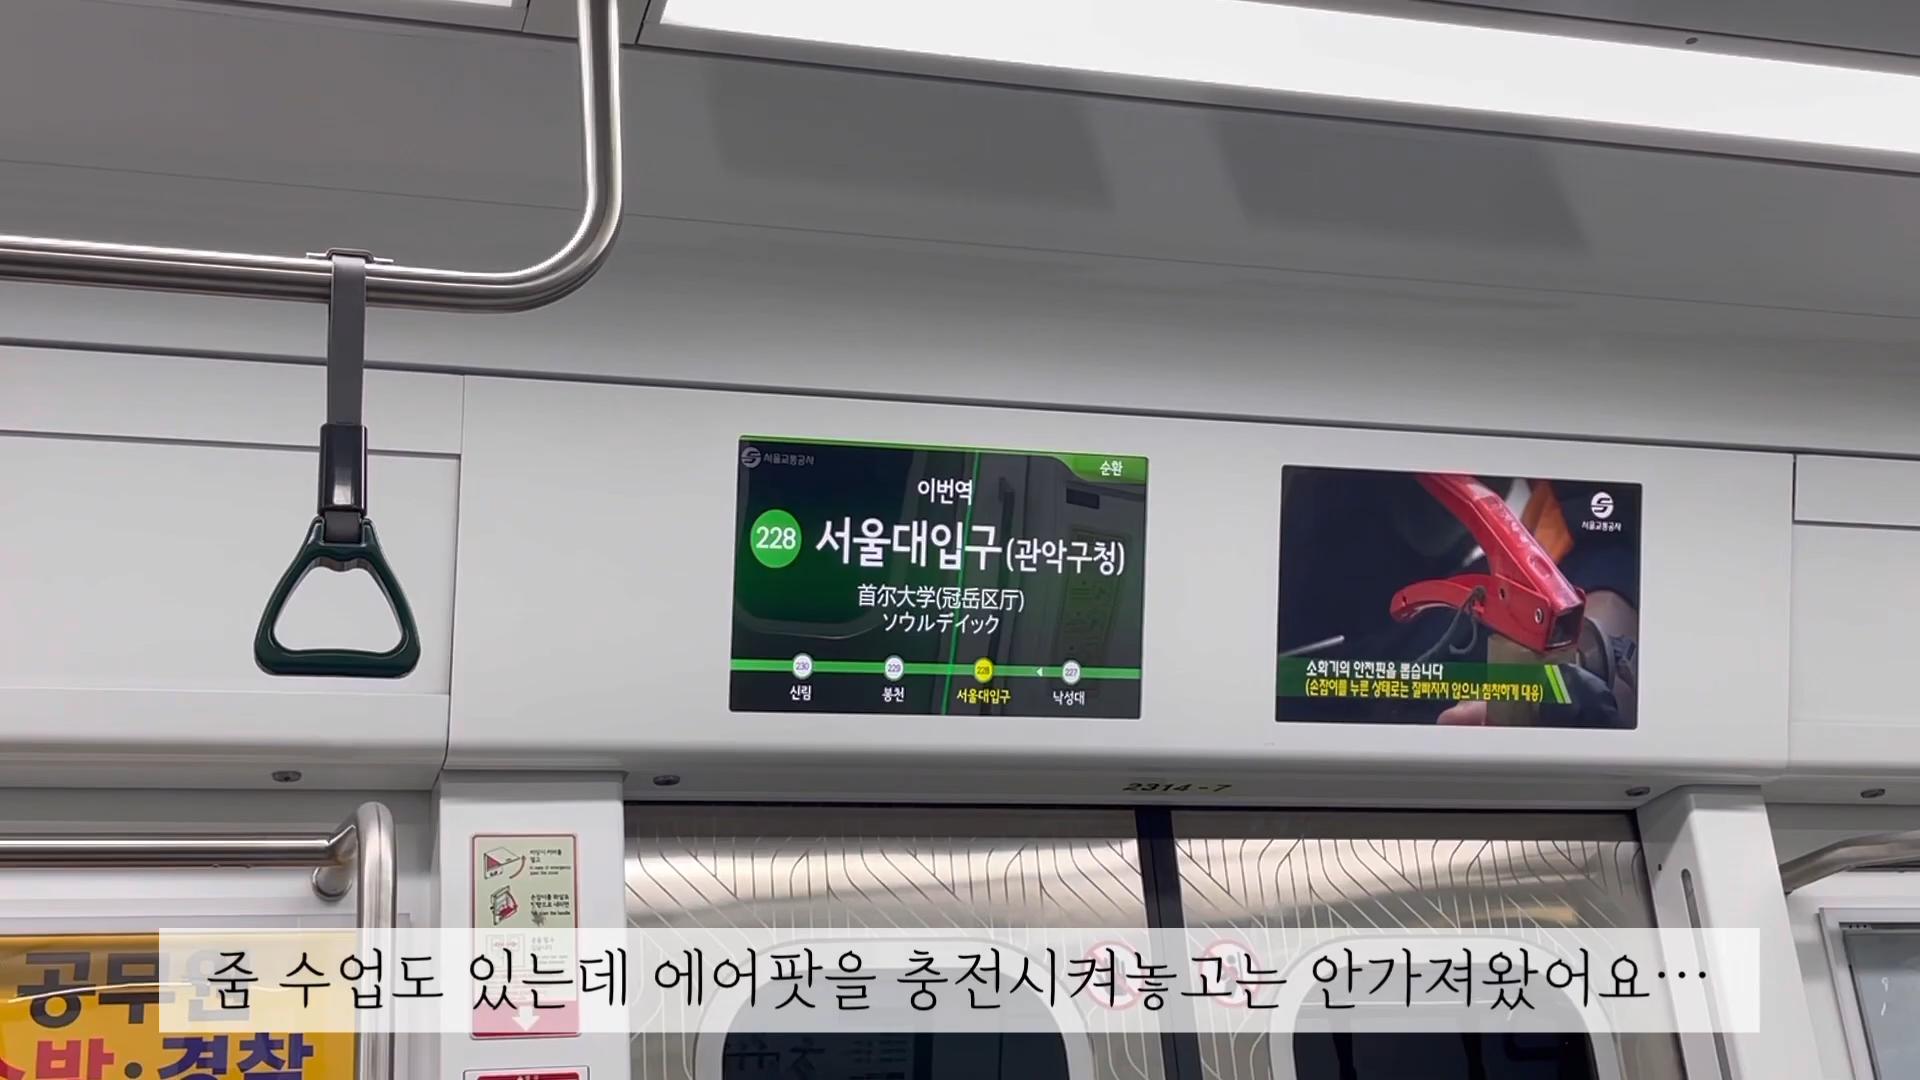 서울교통공사
순환
이번역
228 서울대입구(관악구청)
首尔大学(冠岳区厅)
ソウルデイック
230 229 228 227
신림 봉천 서울대입구 낙성대
서울교통공사
소화기의 안전핀을 뽑습니다
(손잡이를 누른 상태로는 잘빠지지 않으니 침착하게 대응)
2314-7
공무원
소방·경찰
줌 수업도 있는데 에어팟을 충전시켜놓고는 안가져왔어요…